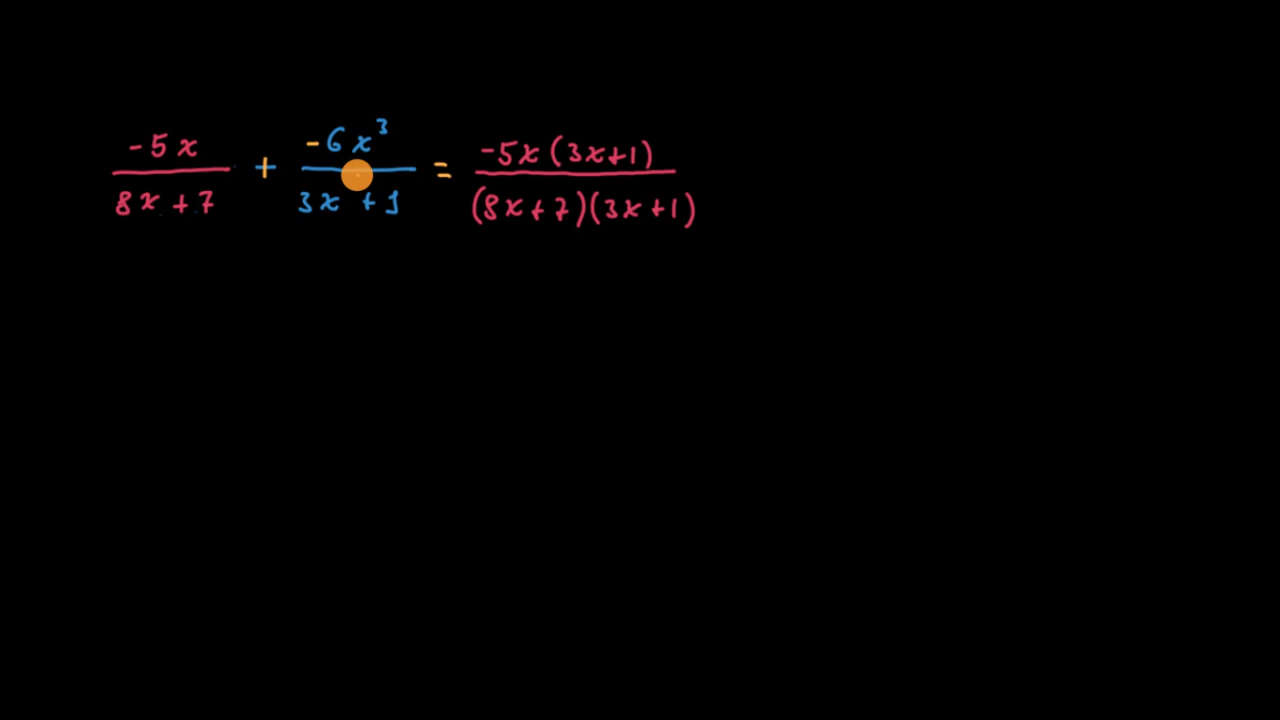 -5x/(8x+7) + -6x³/(3x+1) = -5x(3x+1)/((8x+7)(3x+1))